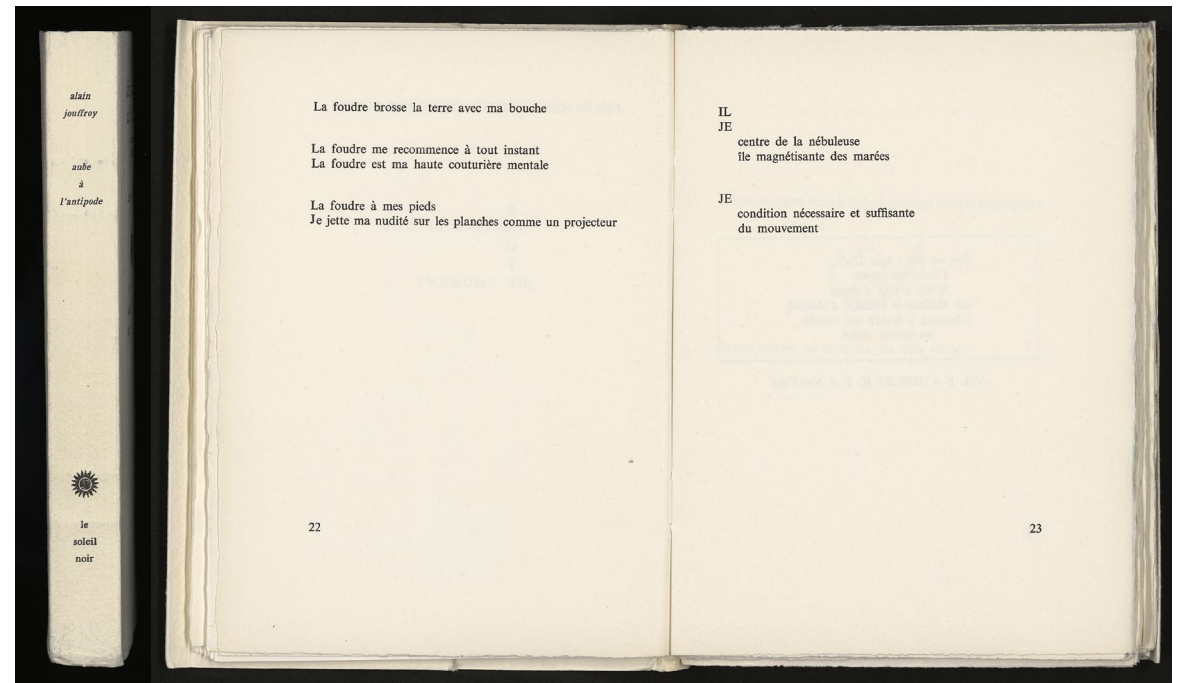 alain
jouffroy
aube
à
l'antipode
le
soleil
noir
La foudre brosse la terre avec ma bouche
La foudre me recommence à tout instant
La foudre est ma haute couturière mentale
La foudre à mes pieds
Je jette ma nudité sur les planches comme un projecteur
22
IL
JE
centre de la nébuleuse
île magnétisante des marées
JE
condition nécessaire et suffisante
du mouvement
23